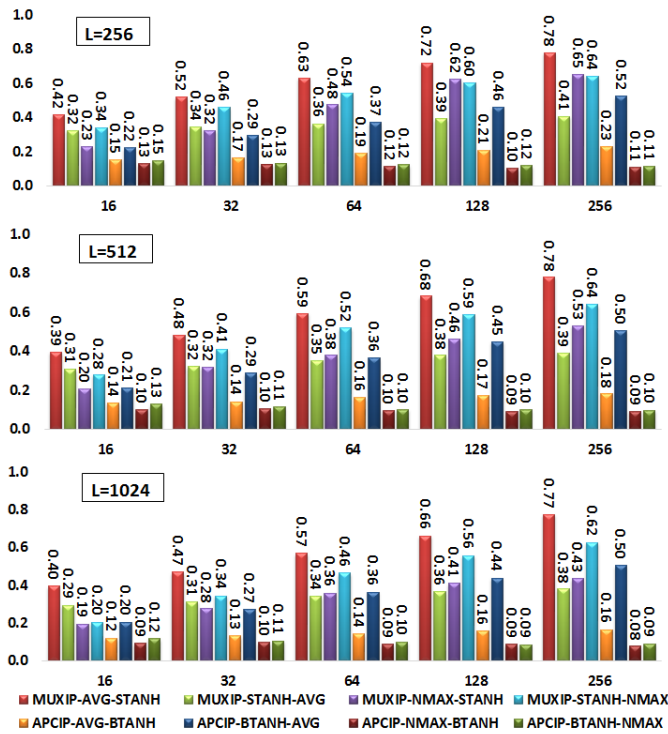 1.0
L=256
0.8
0.6
0.4
0.2
0.0
0.42 0.32 0.23 0.34 0.15 0.22 0.13 0.15
0.52 0.34 0.32 0.46 0.17 0.29 0.13 0.13
0.63 0.36 0.48 0.54 0.19 0.37 0.12 0.12
0.72 0.39 0.62 0.60 0.21 0.46 0.10 0.12
0.78 0.41 0.65 0.64 0.23 0.52 0.11 0.11
16 32 64 128 256
1.0
L=512
0.8
0.6
0.4
0.2
0.0
0.39 0.31 0.20 0.28 0.14 0.21 0.10 0.13
0.48 0.32 0.32 0.41 0.14 0.29 0.10 0.11
0.59 0.35 0.38 0.52 0.16 0.36 0.10 0.10
0.68 0.38 0.46 0.59 0.17 0.45 0.09 0.10
0.78 0.39 0.53 0.64 0.18 0.50 0.09 0.10
16 32 64 128 256
1.0
L=1024
0.8
0.6
0.4
0.2
0.0
0.40 0.29 0.19 0.20 0.12 0.20 0.09 0.12
0.47 0.31 0.28 0.34 0.13 0.27 0.10 0.11
0.57 0.34 0.36 0.46 0.14 0.36 0.09 0.10
0.66 0.36 0.41 0.56 0.16 0.44 0.09 0.09
0.77 0.38 0.43 0.62 0.16 0.50 0.08 0.09
16 32 64 128 256
MUXIP-AVG-STANH MUXIP-STANH-AVG MUXIP-NMAX-STANH MUXIP-STANH-NMAX
APCIP-AVG-BTANH APCIP-BTANH-AVG APCIP-NMAX-BTANH APCIP-BTANH-NMAX